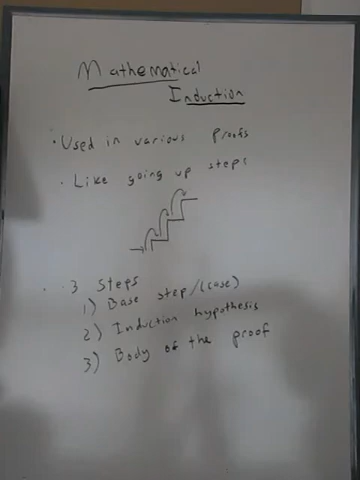 Mathematical
Induction
· Used in various proofs
· Like going up steps
· 3 steps
1) Base step/(case)
2) Induction hypothesis
3) Body of the proof